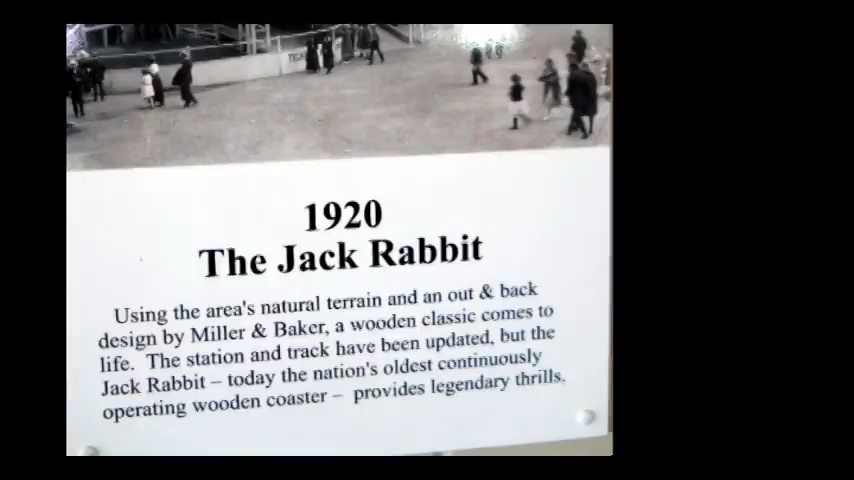 1920
The Jack Rabbit
Using the area's natural terrain and an out & back
design by Miller & Baker, a wooden classic comes to
life. The station and track have been updated, but the
Jack Rabbit – today the nation's oldest continuously
operating wooden coaster – provides legendary thrills.